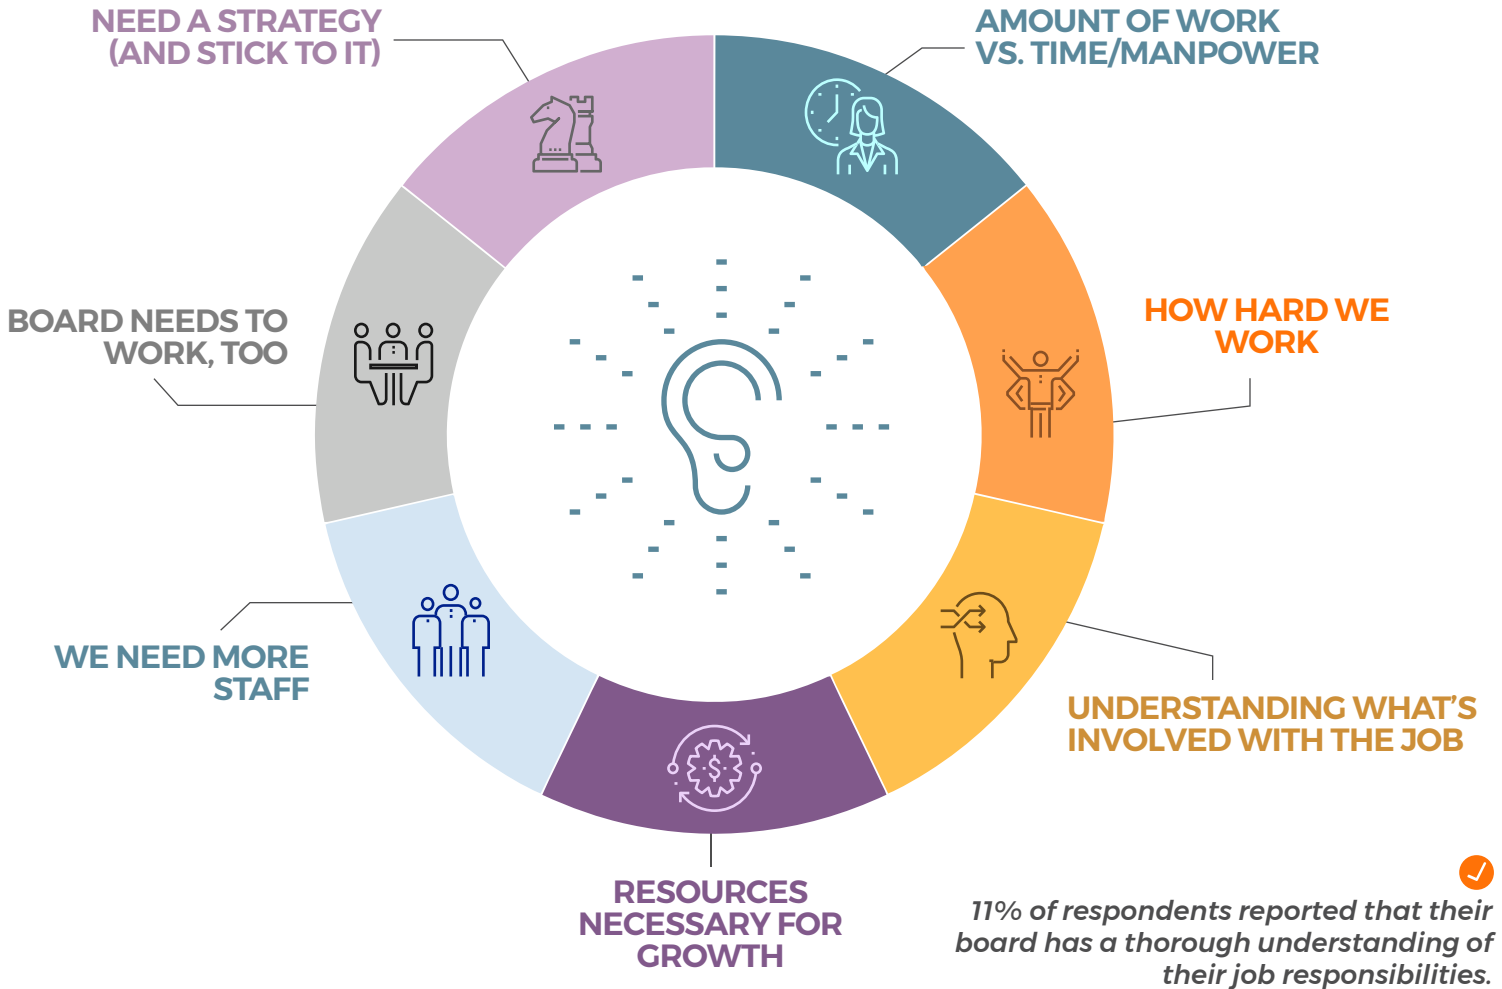 NEED A STRATEGY
(AND STICK TO IT)
AMOUNT OF WORK
VS. TIME/MANPOWER
HOW HARD WE
WORK
BOARD NEEDS TO
WORK, TOO
WE NEED MORE
STAFF
UNDERSTANDING WHAT'S
INVOLVED WITH THE JOB
RESOURCES
NECESSARY FOR
GROWTH
$
11% of respondents reported that their
board has a thorough understanding of
their job responsibilities.